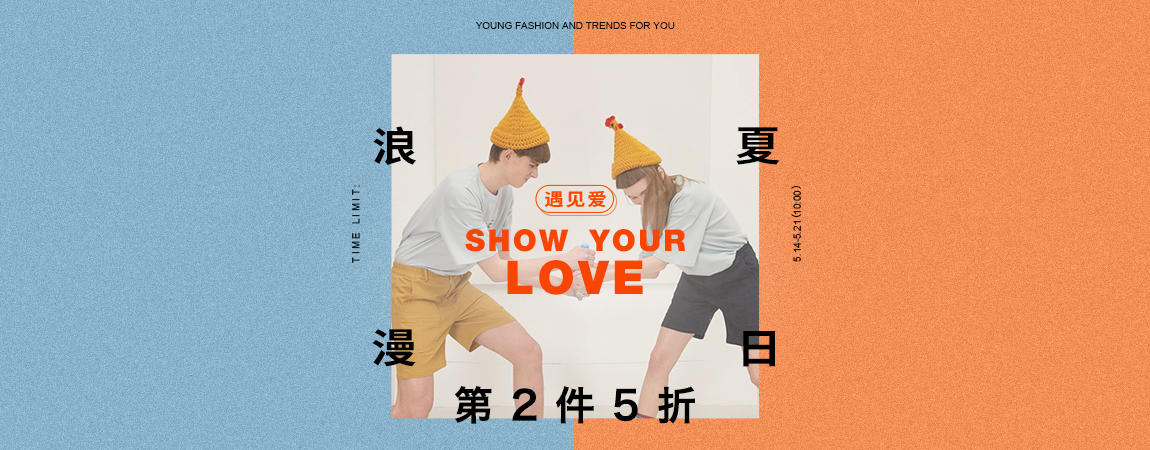 YOUNG FASHION AND TRENDS FOR YOU
浪漫
夏日
TIME LIMIT:
5.14-5.21 (10:00)
遇见爱
SHOW YOUR
LOVE
第2件5折